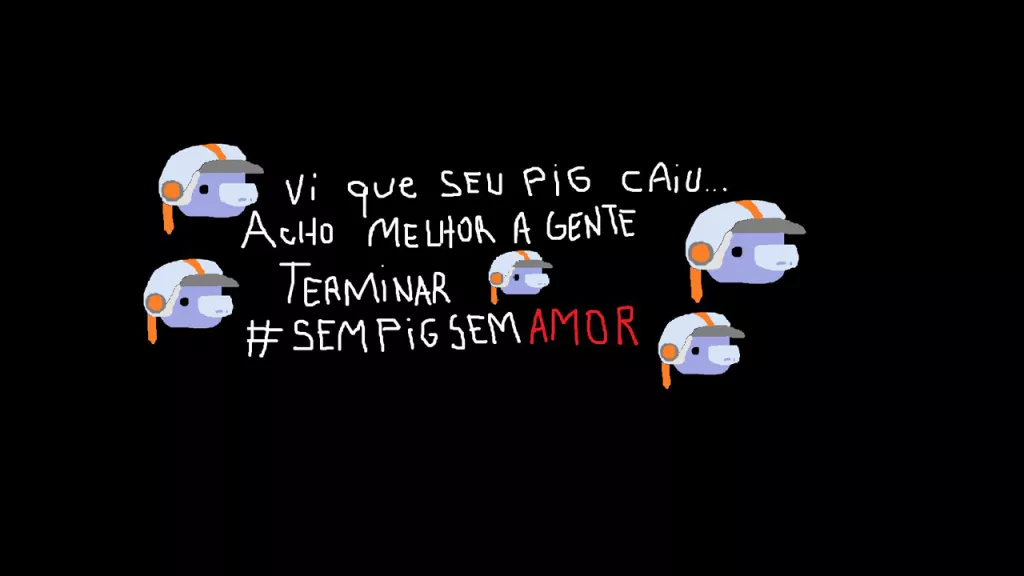 Vi que SEU PiG CAiU...
ACHO MELHOR A GENTE
TERMINAR
#SEMPiGSEMAMOR